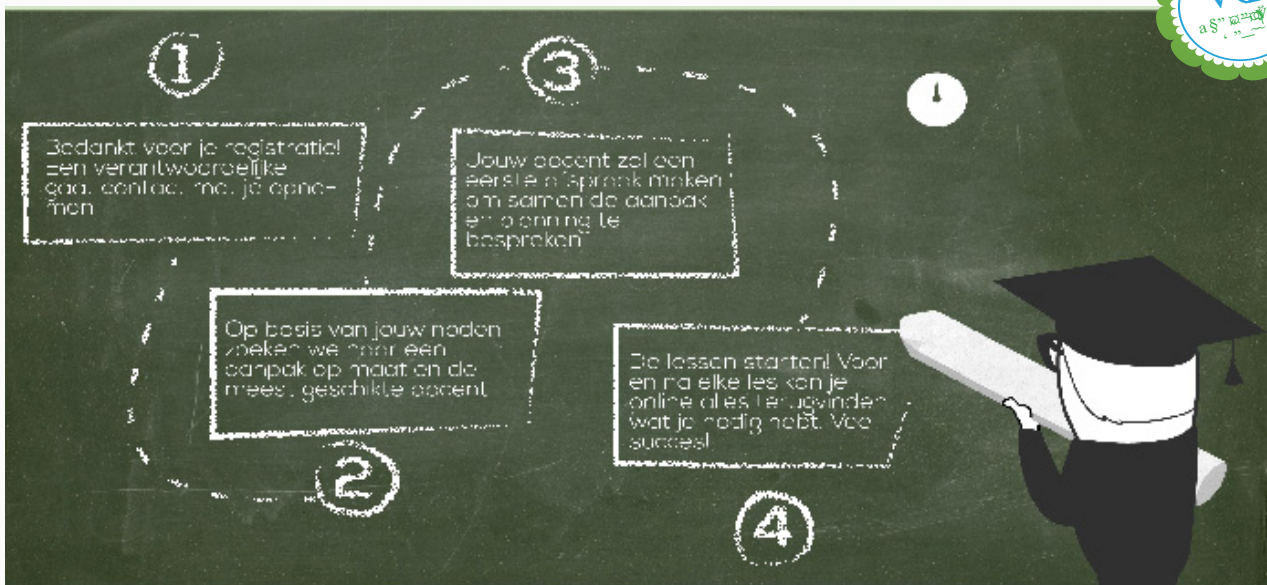 1
Bedankt voor je registratie!
Een verantwoordelijke
gaat contact met je opne-
men
2
Op basis van jouw noden
zoeken we naar een
aanpak op maat en de
meest geschikte docent
3
Jouw docent zal een
eerste afspraak maken
om samen de aanpak
en planning te
bespreken
4
De lessen starten! Voor
en na elke les kan je
online alles terugvinden
wat je nodig hebt. Veel
succes!